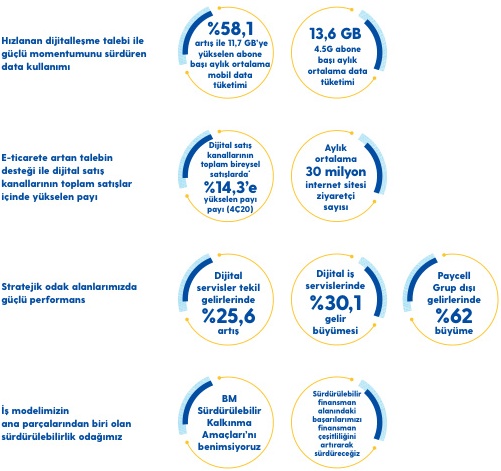 Hızlanan dijitalleşme talebi ile
güçlü momentumunu sürdüren
data kullanımı
%58,1
artış ile 11,7 GB'ye
yükselen abone
başı aylık ortalama
mobil data
tüketimi
13,6 GB
4.5G abone
başı aylık
ortalama data
tüketimi
E-ticarete artan talebin
desteği ile dijital satış
kanallarının toplam satışlar
içinde yükselen payı
Dijital satış
kanallarının
toplam bireysel
satışlarda*
%14,3'e
yükselen payı
payı (4Ç20)
Aylık
ortalama
30 milyon
internet sitesi
ziyaretçi
sayısı
Stratejik odak alanlarımızda
güçlü performans
Dijital
servisler tekil
gelirlerinde
%25,6
artış
Dijital iş
servislerinde
%30,1
gelir
büyümesi
Paycell
Grup dışı
gelirlerinde
%62
büyüme
İş modelimizin
ana parçalarından biri olan
sürdürülebilirlik odağımız
BM
Sürdürülebilir
Kalkınma
Amaçları'nı
benimsiyoruz
Sürdürülebilir
finansman
alanındaki
başarılarımızı
finansman
çeşitliliğini
artırarak
sürdüreceğiz